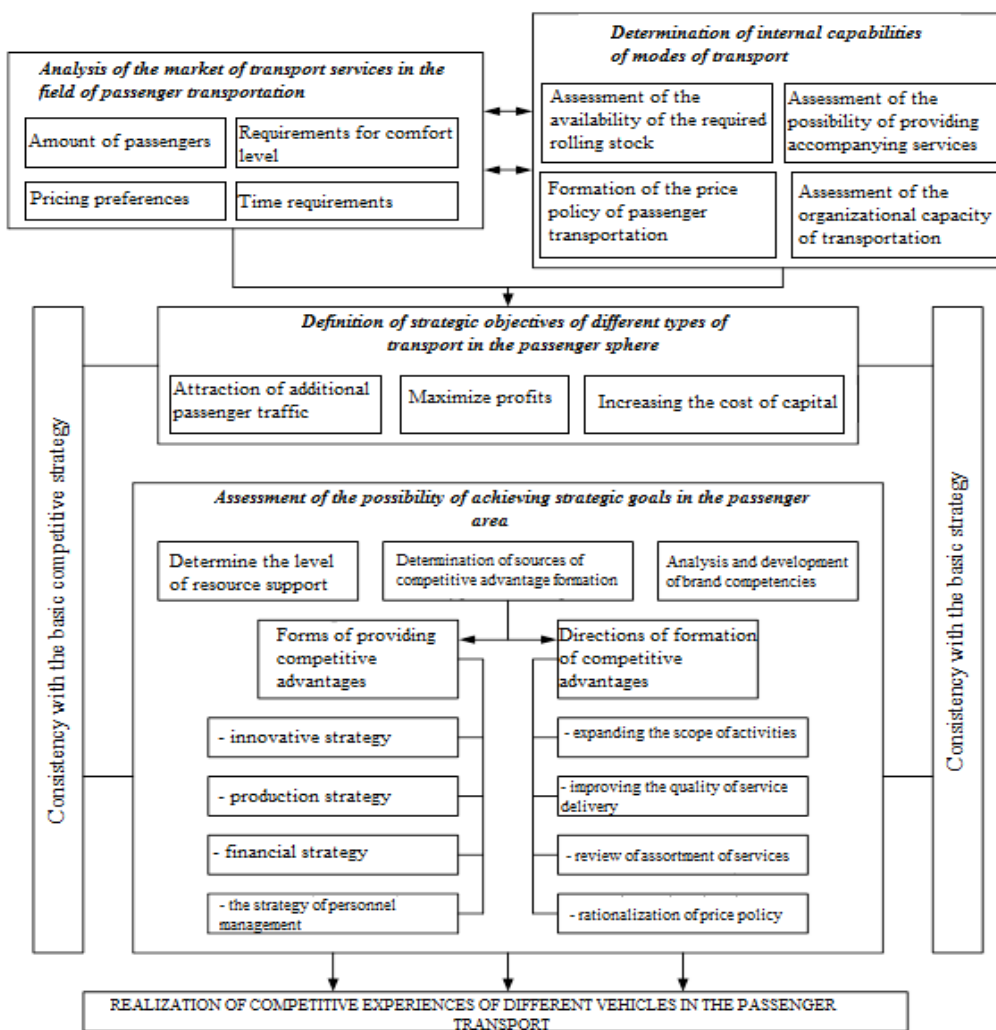 Analysis of the market of transport services in the
field of passenger transportation
Amount of passengers
Requirements for comfort
level
Pricing preferences
Time requirements
Determination of internal capabilities
of modes of transport
Assessment of the
availability of the required
rolling stock
Assessment of the
possibility of providing
accompanying services
Formation of the price
policy of passenger
transportation
Assessment of the
organizational capacity
of transportation
Consistency with the basic competitive strategy
Definition of strategic objectives of different types of
transport in the passenger sphere
Attraction of additional
passenger traffic
Maximize profits
Increasing the cost of capital
Assessment of the possibility of achieving strategic goals in the passenger
area
Determine the level
of resource support
Determination of sources of
competitive advantage formation
Analysis and development
of brand competencies
Forms of providing
competitive
advantages
Directions of formation
of competitive
advantages
- innovative strategy
- production strategy
- financial strategy
- the strategy of personnel
management
- expanding the scope of activities
- improving the quality of service
delivery
- review of assortment of services
- rationalization of price policy
Consistency with the basic strategy
REALIZATION OF COMPETITIVE EXPERIENCES OF DIFFERENT VEHICLES IN THE PASSENGER
TRANSPORT